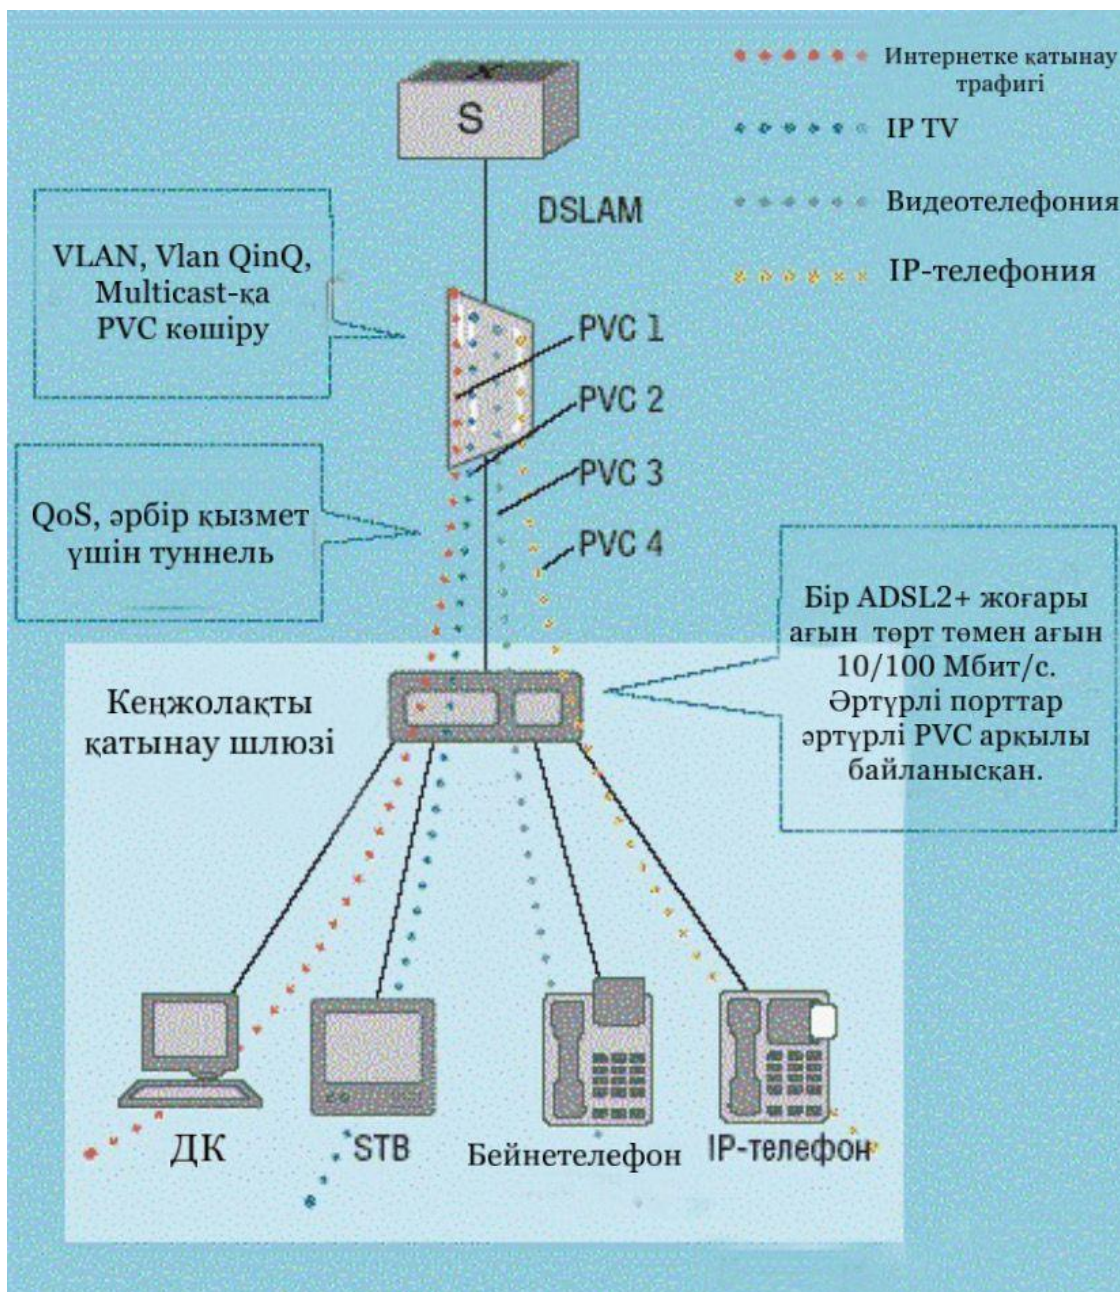 S
DSLAM
Интернетке қатынау
трафигі
IP TV
Видеотелефония
IP-телефония
VLAN, Vlan QinQ,
Multicast-қа
PVC көшіру
PVC 1
PVC 2
PVC 3
PVC 4
QoS, әрбір қызмет
үшін туннель
Бір ADSL2+ жоғары
ағын төрт төмен ағын
10/100 Мбит/с.
Әртүрлі порттар
әртүрлі PVC арқылы
байланысқан.
Кеңжолақты
қатынау шлюзі
ДК
STB
Бейнетелефон
IP-телефон